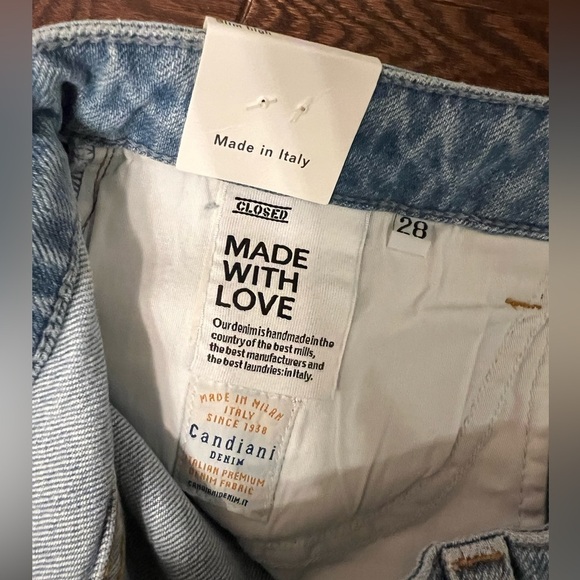 Made in Italy
CLOSED
28
MADE
WITH
LOVE
Our denim is handmade in the
country of the best mills,
the best manufacturers and
the best laundries: in Italy.
MADE IN MILAN
ITALY
SINCE 1938
Candiani
DENIM
ITALIAN PREMIUM
DENIM FABRIC
CANDIANIDENIM.IT